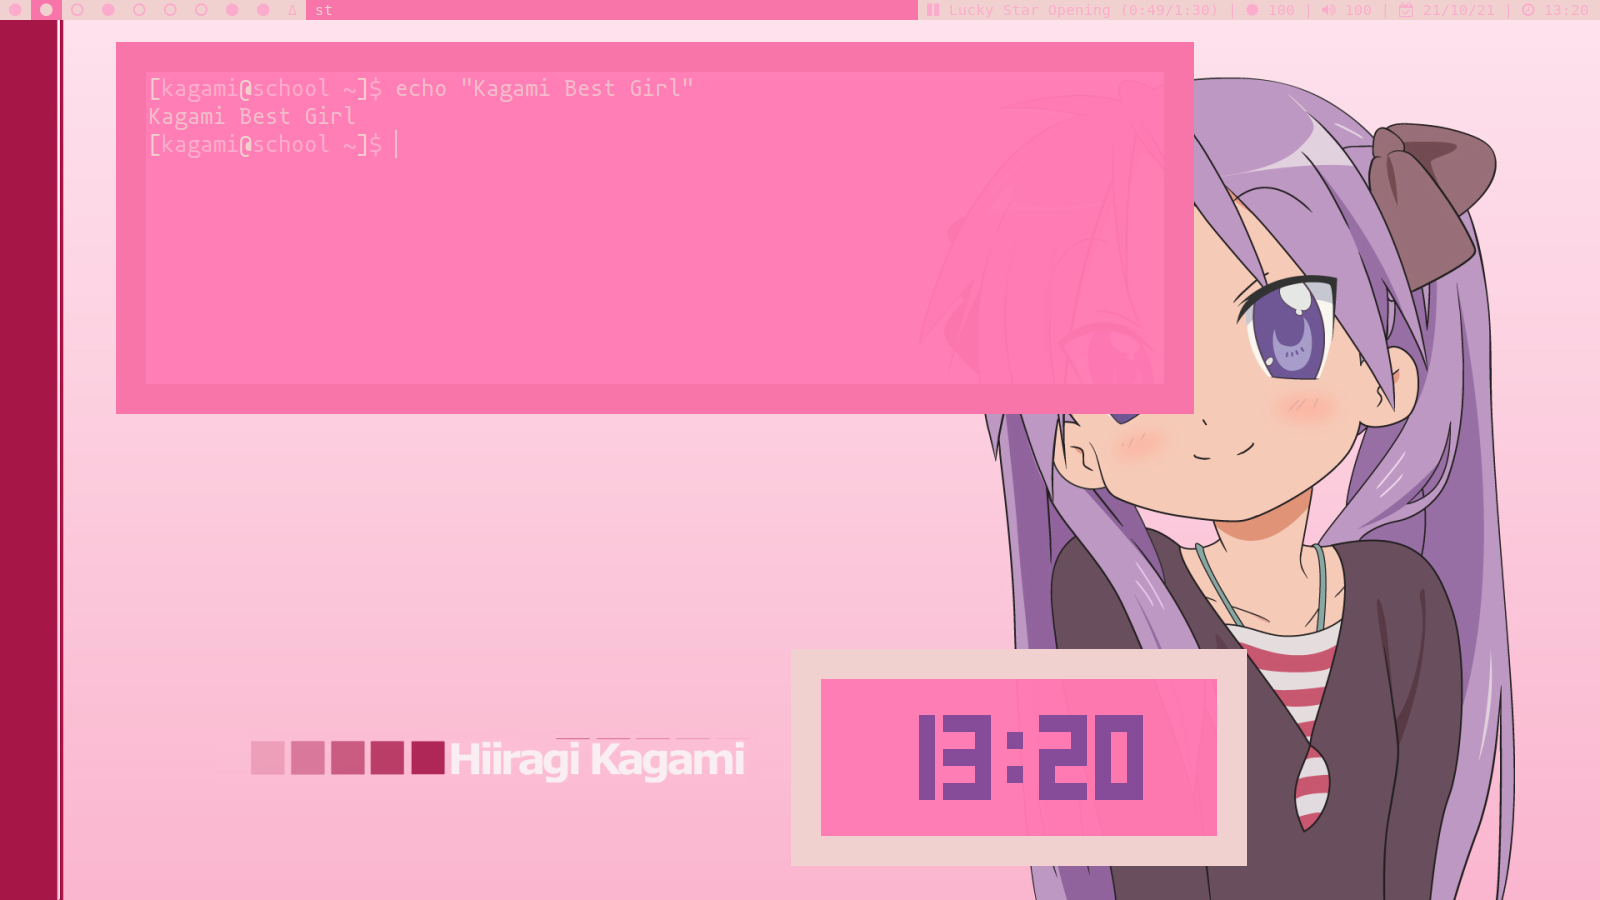 Δ st Lucky Star Opening (0:49/1:30) | 100 | 100 | 21/10/21 | 13:20
[kagami@school ~]$ echo "Kagami Best Girl"
Kagami Best Girl
[kagami@school ~]$
Hiiragi Kagami
13:20